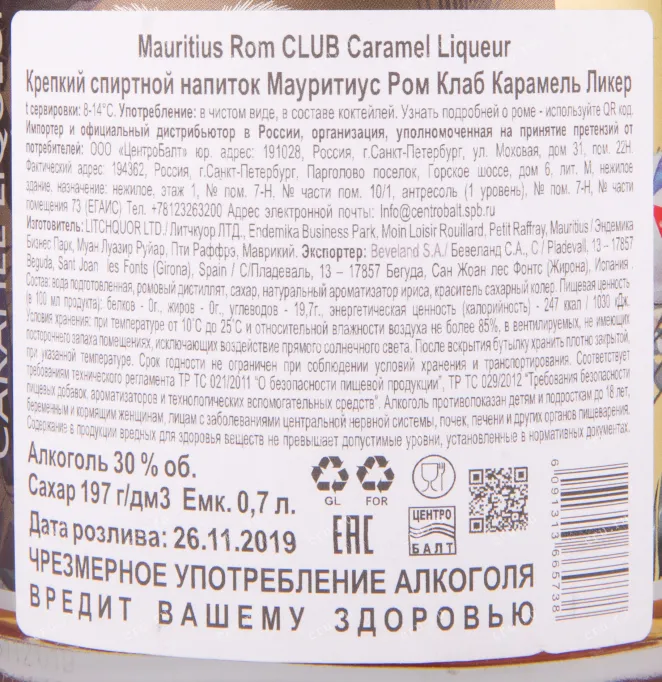 Mauritius Rom CLUB Caramel Liqueur
Крепкий спиртной напиток Мауритиус Ром Клаб Карамель Ликер
t сервировки: 8-14°С. Употребление: в чистом виде, в составе коктейлей. Узнать подробней о роме - используйте QR код.
Импортер и официальный дистрибьютор в России, организация, уполномоченная на принятие претензий от
потребителей: ООО «ЦентроБалт» юр. адрес: 191028, Россия, г.Санкт-Петербург, ул. Моховая, дом 31, пом. 22Н.
Фактический адрес: 194362, Россия, г.Санкт-Петербург, Парголово поселок, Горское шоссе, дом 6, лит. М, нежилое
здание, назначение: нежилое, этаж 1, № пом. 7-Н, № части пом. 10/1, антресоль (1 уровень), № пом. 7-Н, № части
помещения 73 (ЕГАИС) Тел. +78123263200 Адрес электронной почты: Info@centrobalt.spb.ru
Изготовитель: LITCHQUOR LTD./ Литчкуор ЛТД., Endemika Business Park, Moin Loisir Rouillard, Petit Raffray, Mauritius / Эндемика
Бизнес Парк, Муан Луазир Руйар, Пти Раффрэ, Маврикий. Экспортер: Beveland S.A./ Бевеланд С.А., C / Pladevall, 13 – 17857
Beguda, Sant Joan les Fonts (Girona), Spain / С/Пладеваль, 13 – 17857 Бегуда, Сан Жоан лес Фонтс (Жирона), Испания .
Состав: вода подготовленная, ромовый дистиллят, сахар, натуральный ароматизатор ириса, краситель сахарный колер. Пищевая ценность
в 100 мл продукта): белков - 0г., жиров - 0г., углеводов - 19,7г., энергетическая ценность (калорийность) - 247 ккал / 1030 кДж.
Условия хранения: при температуре от 10˚С до 25˚С и относительной влажности воздуха не более 85%, в вентилируемых, не имеющих
постороннего запаха помещениях, исключающих воздействие прямого солнечного света. После вскрытия бутылку хранить плотно закрытой,
при указанной температуре. Срок годности не ограничен при соблюдении условий хранения и транспортирования. Соответствует
требованиям технического регламента ТР ТС 021/2011 "О безопасности пищевой продукции", ТР ТС 029/2012 "Требования безопасности
пищевых добавок, ароматизаторов и технологических вспомогательных средств". Алкоголь противопоказан детям и подросткам до 18 лет,
беременным и кормящим женщинам, лицам с заболеваниями центральной нервной системы, почек, печени и других органов пищеварения.
Содержание в продукции вредных для здоровья веществ не превышает допустимые уровни, установленные в нормативных документах.
Алкоголь 30 % об.
Сахар 197 г/дм3 Емк. 0,7 л.
Дата розлива: 26.11.2019
GL FOR
EAC
ЦЕНТРО
БАЛТ
6091313665738
ЧРЕЗМЕРНОЕ УПОТРЕБЛЕНИЕ АЛКОГОЛЯ
ВРЕДИТ ВАШЕМУ ЗДОРОВЬЮ